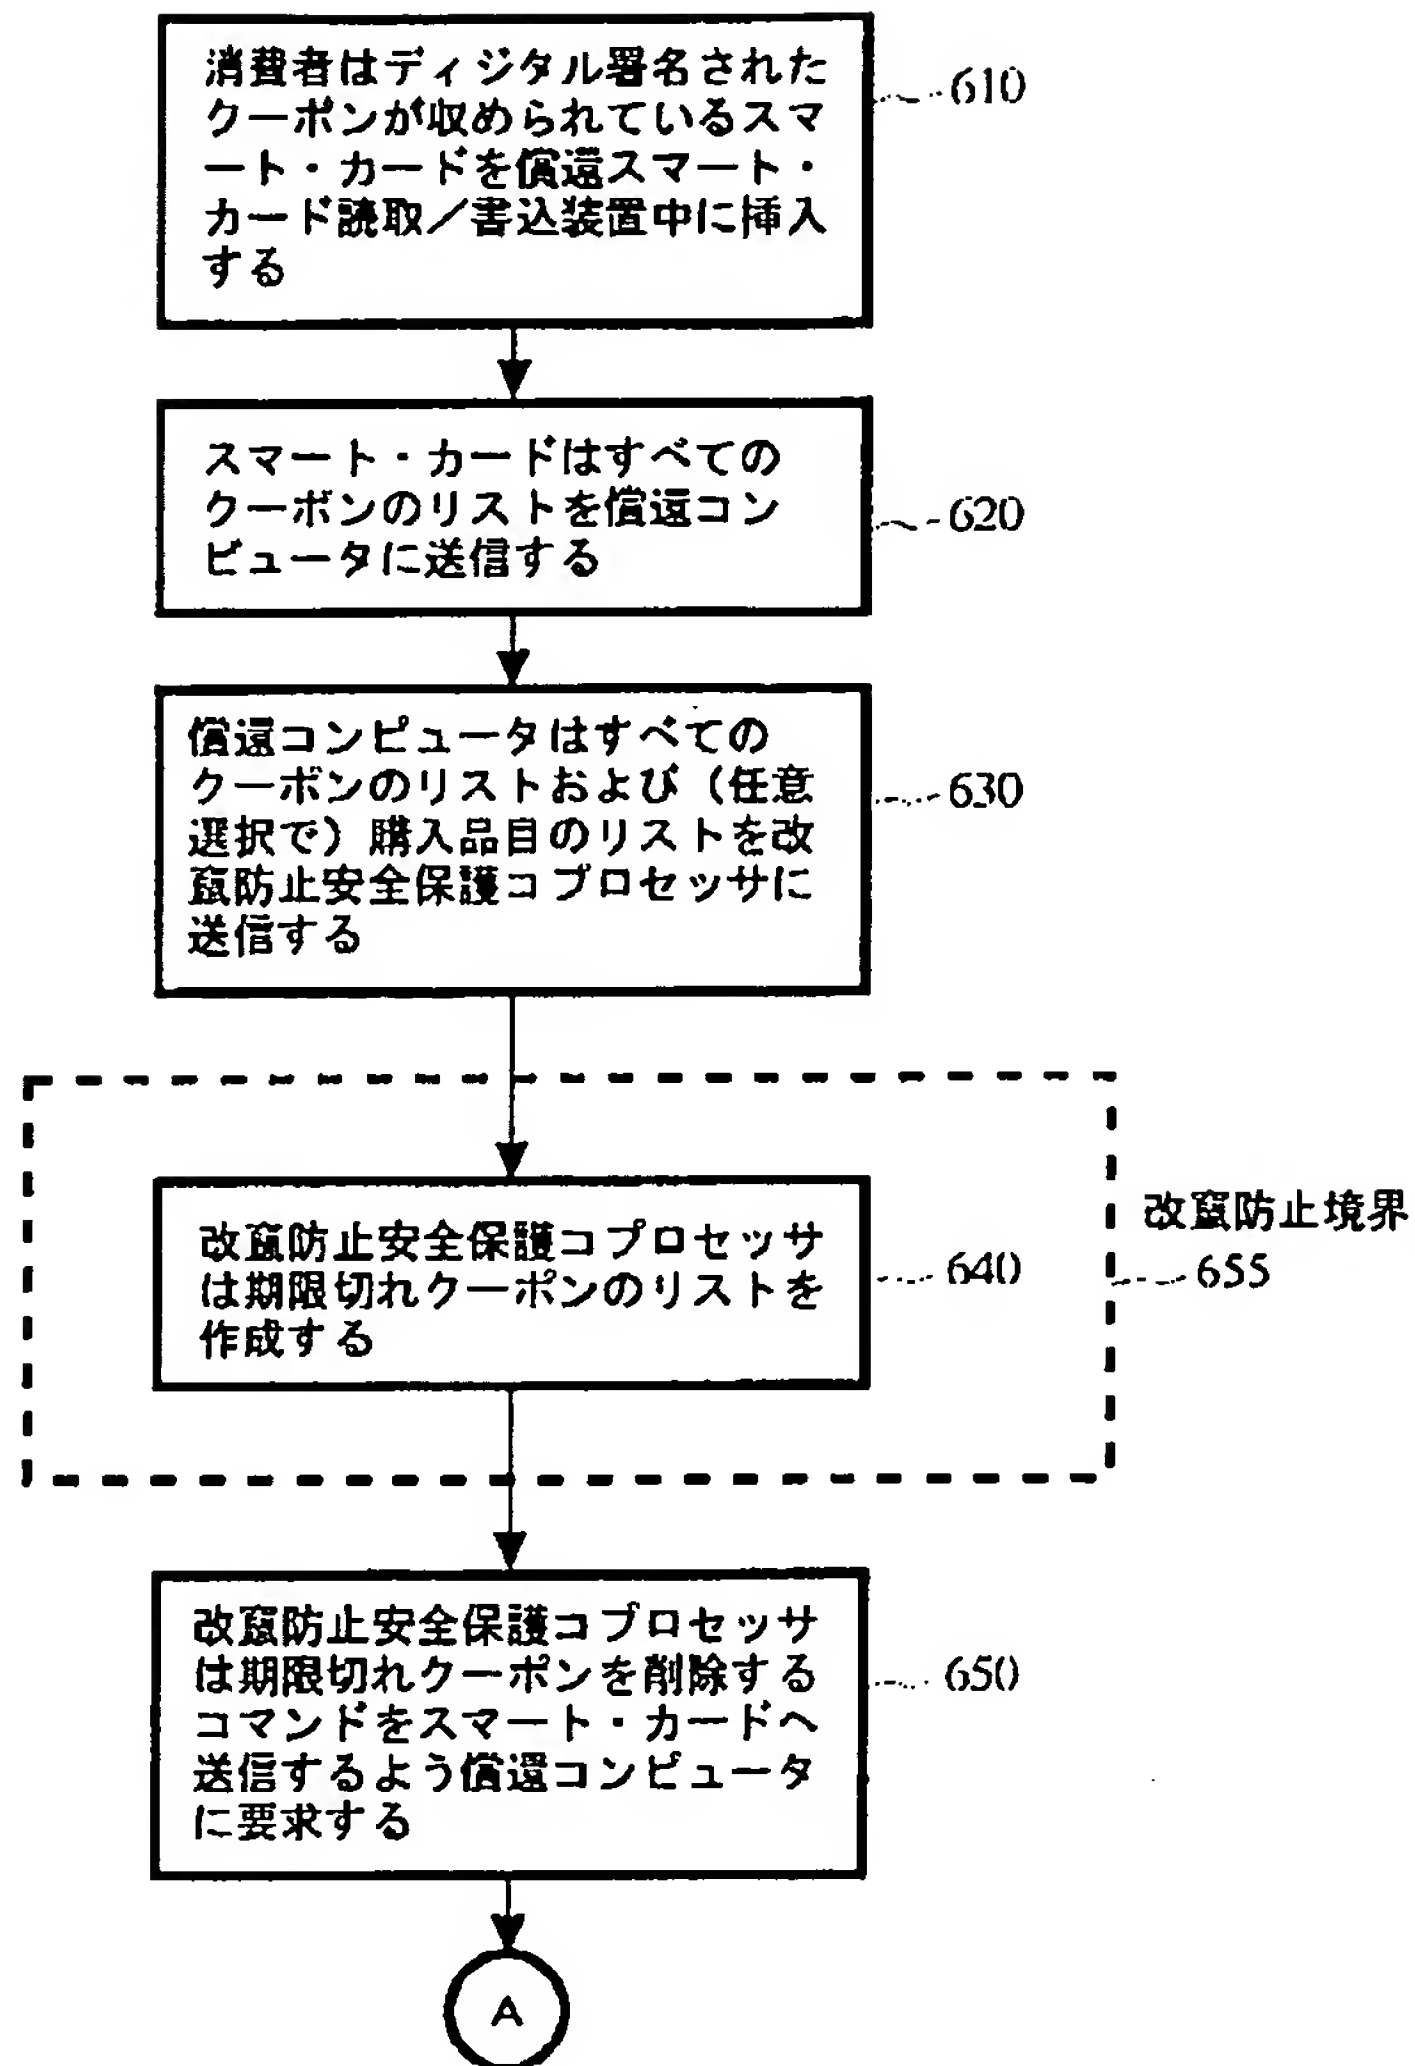 消費者はディジタル署名された
クーポンが収められているスマ
ート・カードを償還スマート・
カード読取／書込装置中に挿入
する
610
スマート・カードはすべての
クーポンのリストを償還コン
ピュータに送信する
620
償還コンピュータはすべての
クーポンのリストおよび（任意
選択で）購入品目のリストを改
竄防止安全保護コプロセッサに
送信する
630
改竄防止安全保護コプロセッサ
は期限切れクーポンのリストを
作成する
640
改竄防止境界
655
改竄防止安全保護コプロセッサ
は期限切れクーポンを削除する
コマンドをスマート・カードへ
送信するよう償還コンピュータ
に要求する
650
A